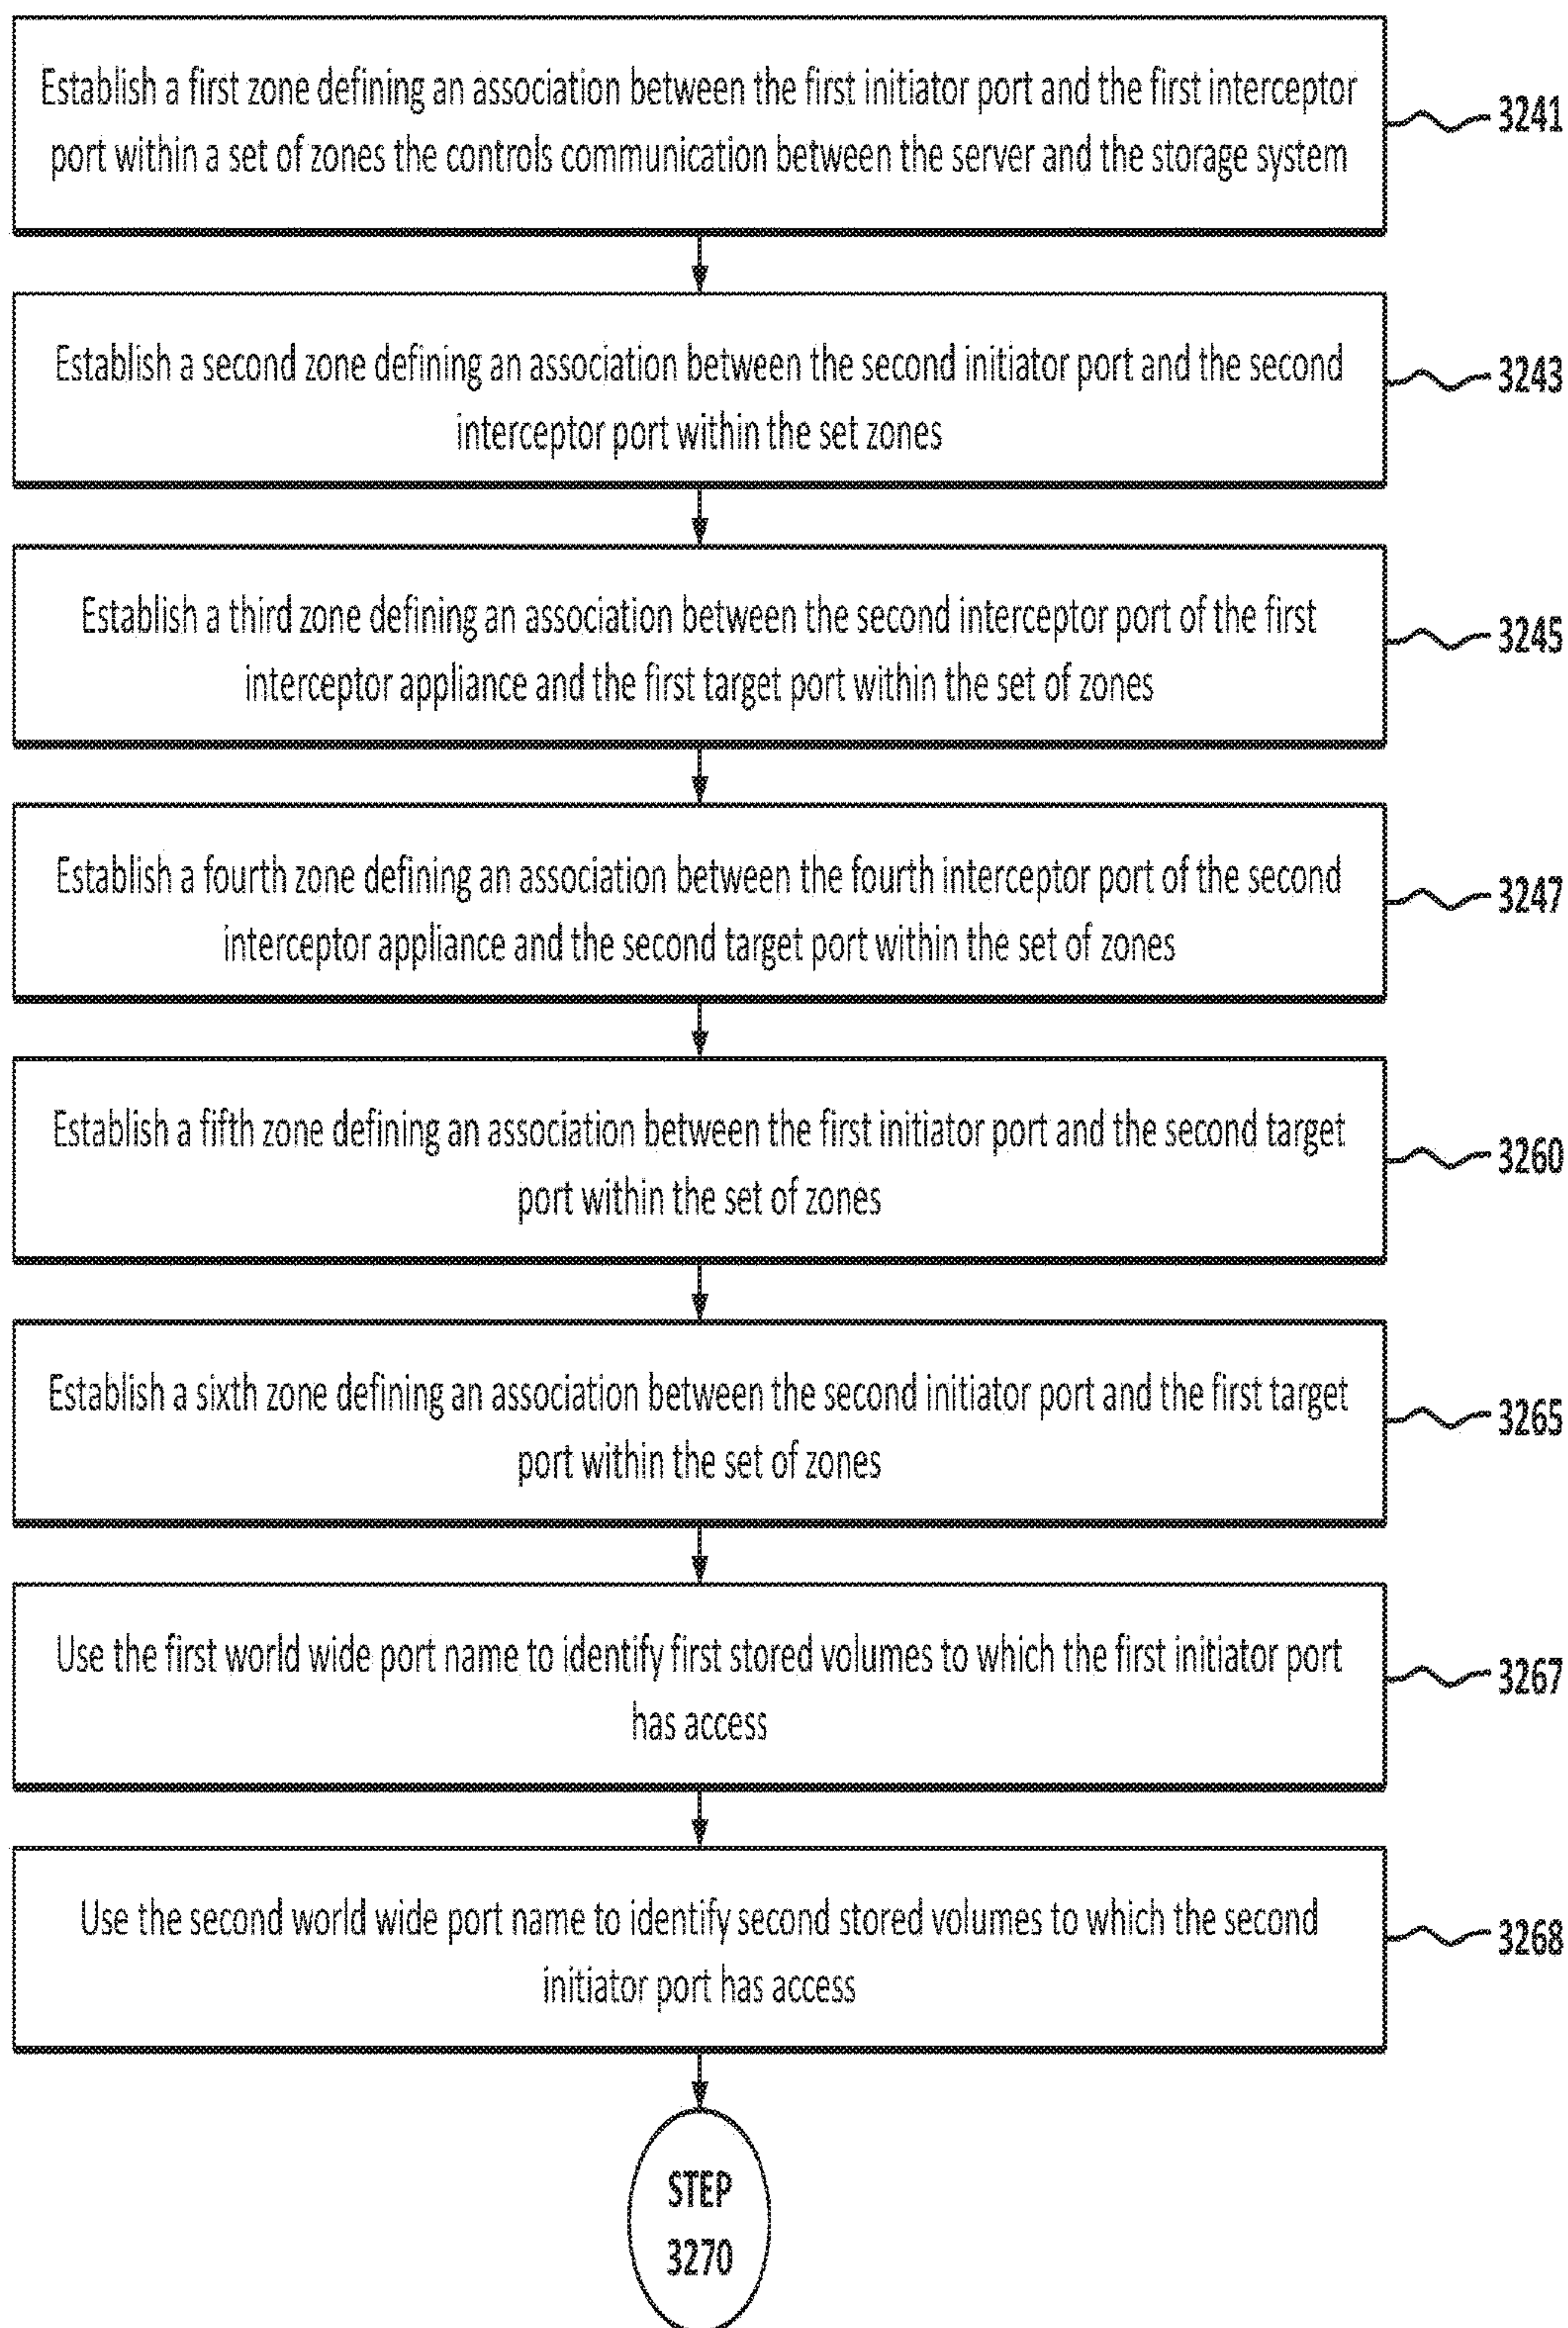 Establish a first zone defining an association between the first initiator port and the first interceptor
port within a set of zones the controls communication between the server and the storage system
3241
Establish a second zone defining an association between the second initiator port and the second
interceptor port within the set zones
3243
Establish a third zone defining an association between the second interceptor port of the first
interceptor appliance and the first target port within the set of zones
3245
Establish a fourth zone defining an association between the fourth interceptor port of the second
interceptor appliance and the second target port within the set of zones
3247
Establish a fifth zone defining an association between the first initiator port and the second target
port within the set of zones
3260
Establish a sixth zone defining an association between the second initiator port and the first target
port within the set of zones
3265
Use the first world wide port name to identify first stored volumes to which the first initiator port
has access
3267
Use the second world wide port name to identify second stored volumes to which the second
initiator port has access
3268
STEP
3270